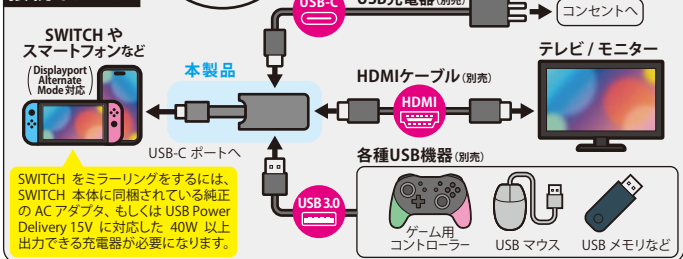 USB-C
USB充電器(別売)
コンセントへ
SWITCH や
スマートフォンなど
(Displayport
Alternate
Mode 対応)
本製品
USB-C ポートへ
HDMIケーブル(別売)
HDMI
テレビ / モニター
SWITCH をミラーリングをするには、
SWITCH 本体に同梱されている純正
の AC アダプタ、もしくは USB Power
Delivery 15V に対応した 40W 以上
出力できる充電器が必要になります。
USB 3.0
各種USB機器(別売)
ゲーム用
コントローラー
USB マウス
USB メモリなど